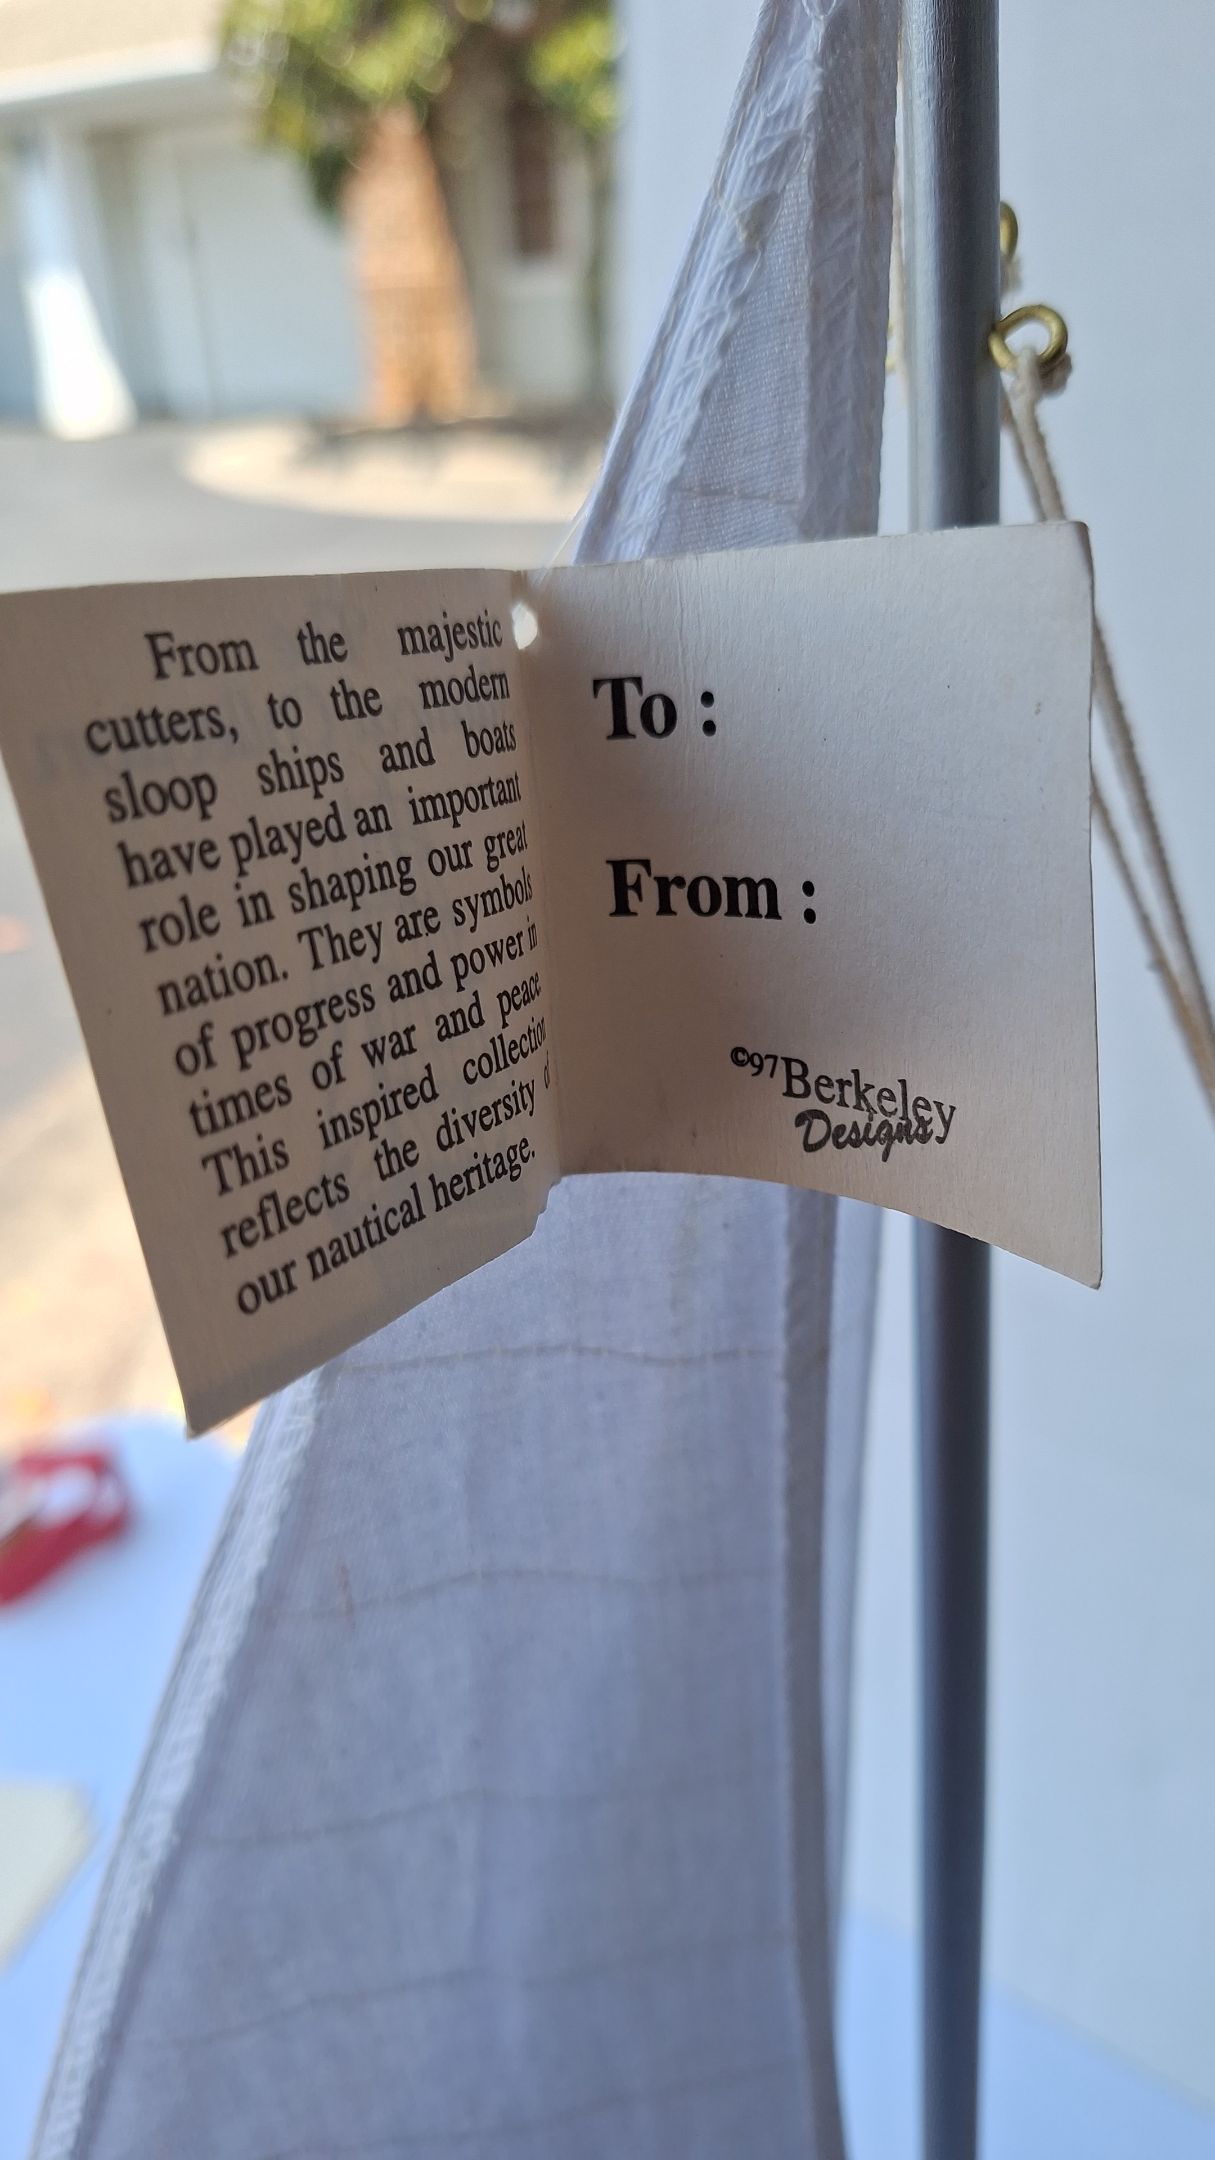 From the majestic
cutters, to the modern
sloop ships and boats
have played an important
role in shaping our great
nation. They are symbols
of progress and power in
times of war and peace.
This inspired collection
reflects the diversity of
our nautical heritage.
To :
From :
©97 Berkeley
Designs